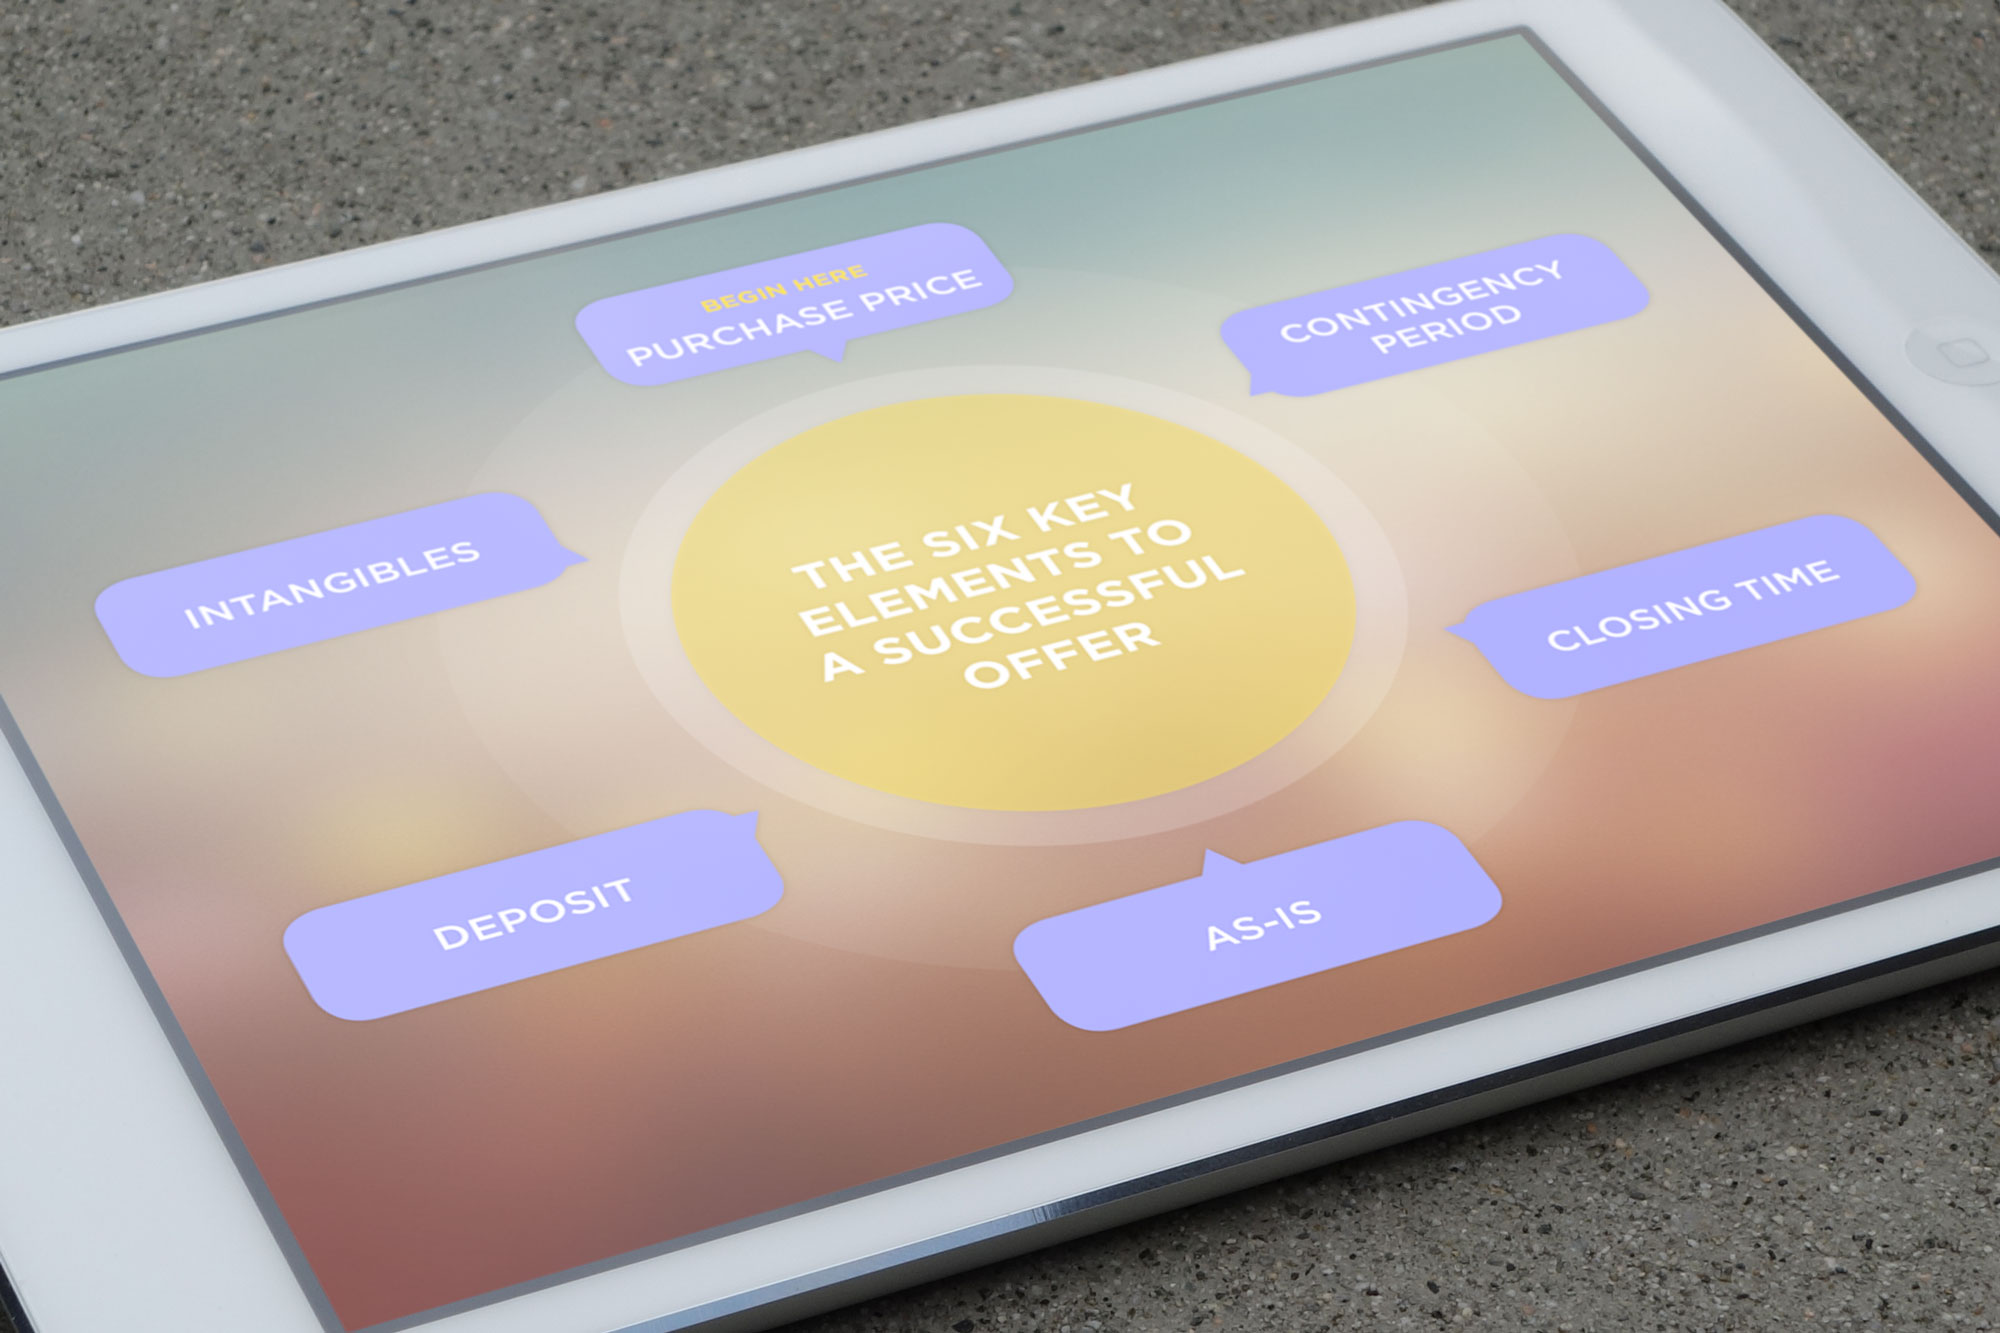 BEGIN HERE
PURCHASE PRICE
CONTINGENCY
PERIOD
THE SIX KEY
ELEMENTS TO
A SUCCESSFUL
OFFER
INTANGIBLES
CLOSING TIME
DEPOSIT
AS-IS